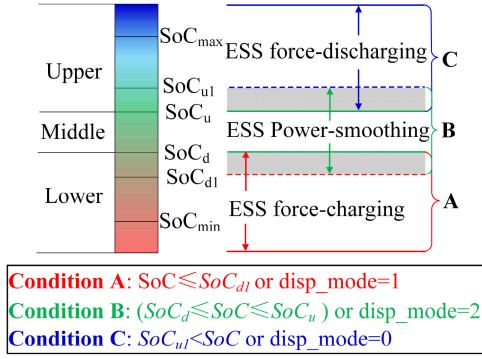 Upper
Middle
Lower
SoCmax
SoCu1
SoCu
SoCd
SoCd1
SoCmin
ESS force-discharging
ESS Power-smoothing
ESS force-charging
C
B
A
Condition A: SoC≤SoCd1 or disp_mode=1
Condition B: (SoCd≤SoC≤SoCu ) or disp_mode=2
Condition C: SoCu1<SoC or disp_mode=0